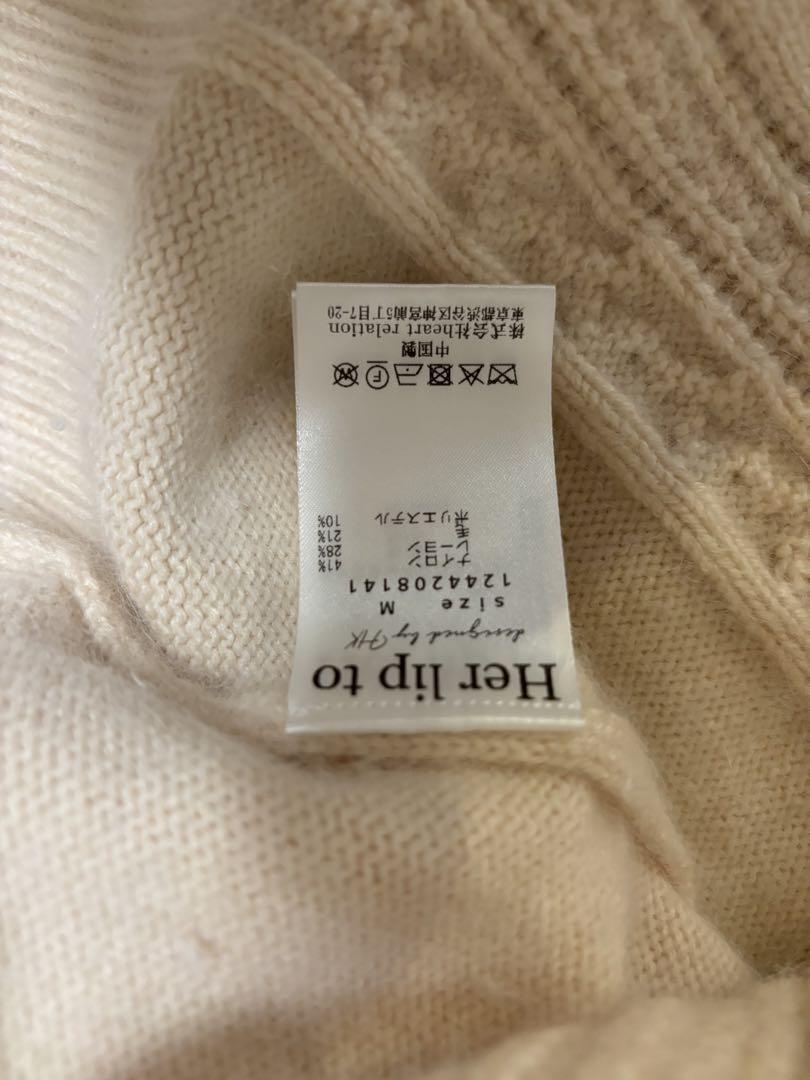 Her lip to
designed by HK
size M
1244208141
ナイロン 41%
レーヨン 28%
毛 21%
ポリエステル 10%
中国製
株式会社heart relation
東京都渋谷区神宮前5丁目7-20